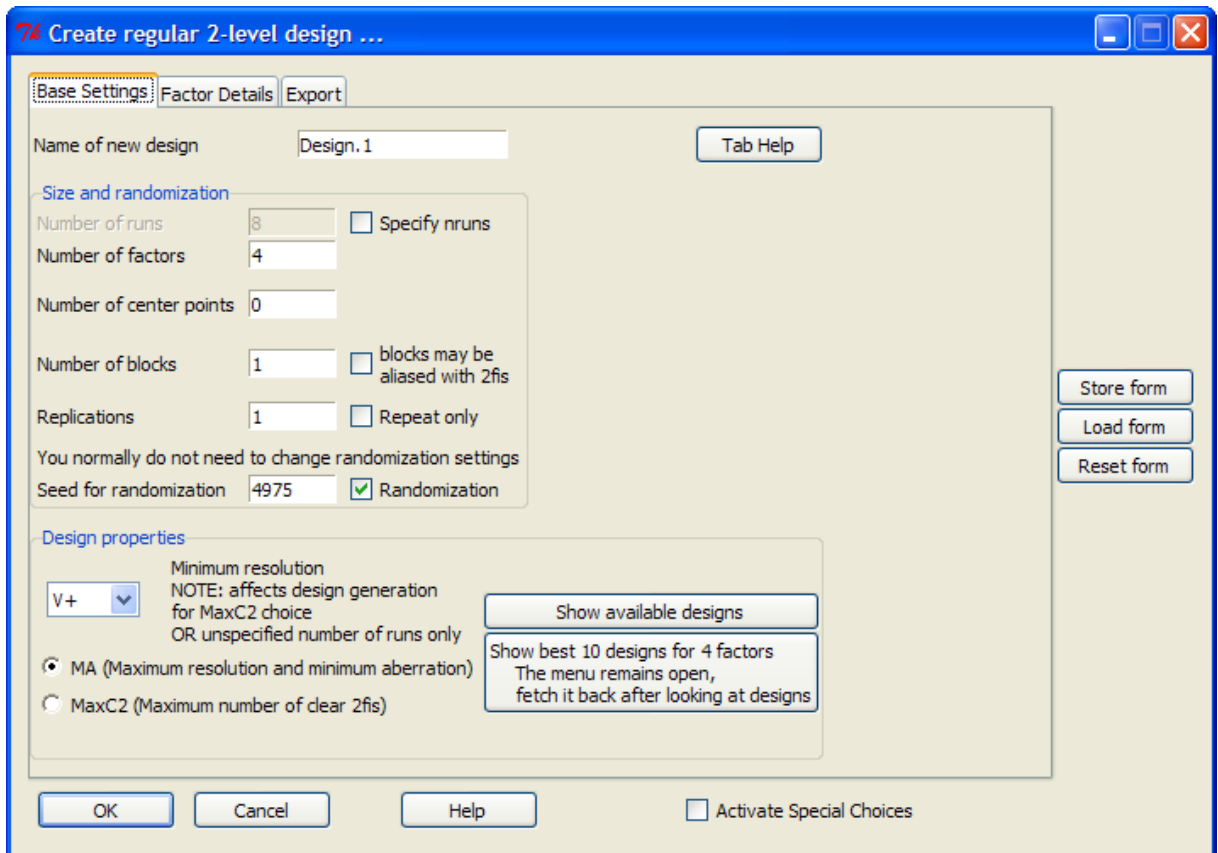 Create regular 2-level design ...
Base Settings Factor Details Export
Name of new design Design.1 Tab Help
Size and randomization
Number of runs 8 Specify nruns
Number of factors 4
Number of center points 0
Number of blocks 1 blocks may be
aliased with 2fis
Replications 1 Repeat only
You normally do not need to change randomization settings
Seed for randomization 4975 Randomization
Store form
Load form
Reset form
Design properties
V+
Minimum resolution
NOTE: affects design generation
for MaxC2 choice
OR unspecified number of runs only
MA (Maximum resolution and minimum aberration)
MaxC2 (Maximum number of clear 2fis)
Show available designs
Show best 10 designs for 4 factors
The menu remains open,
fetch it back after looking at designs
OK Cancel Help Activate Special Choices